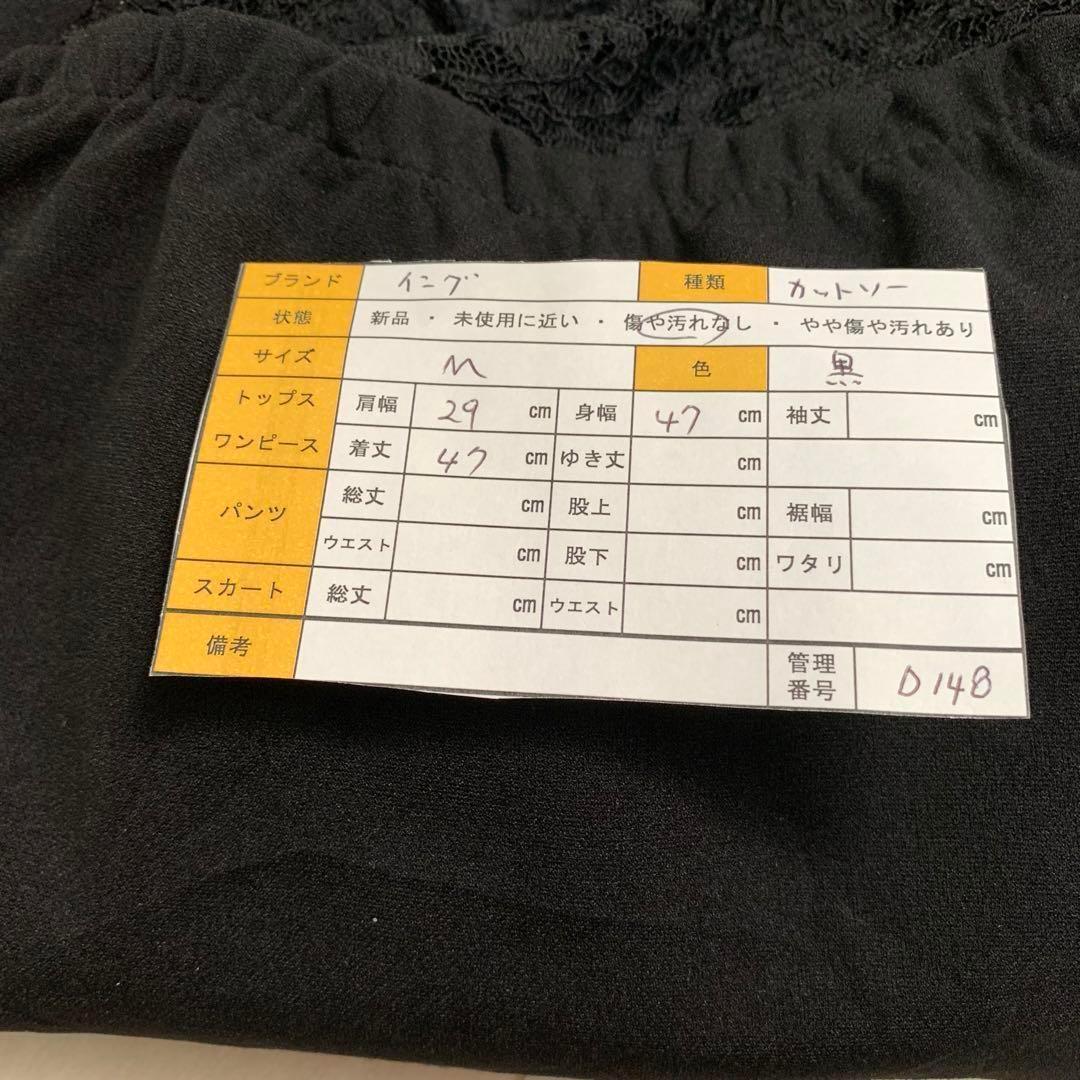 ブランド イング 種類 カットソー
状態 新品 ・ 未使用に近い ・ 傷や汚れなし ・ やや傷や汚れあり
サイズ M 色 黒
トップス ワンピース 肩幅 29 cm 身幅 47 cm 袖丈 cm
着丈 47 cm ゆき丈 cm
パンツ 総丈 cm 股上 cm 裾幅 cm
ウエスト cm 股下 cm ワタリ cm
スカート 総丈 cm ウエスト cm
備考 管理番号 D148